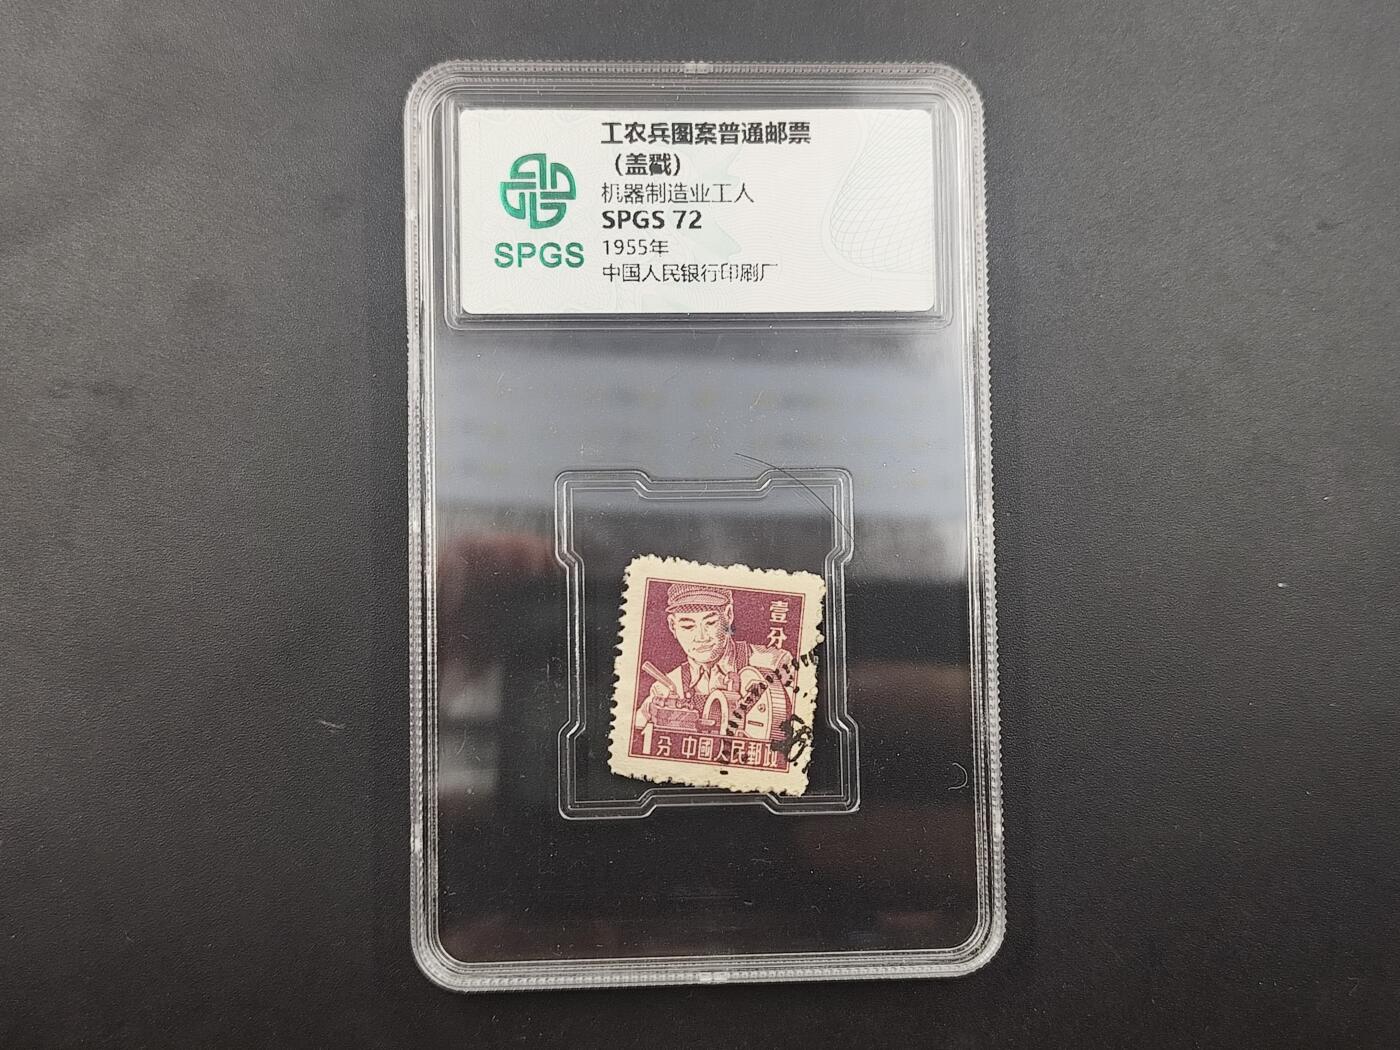 工农兵图案普通邮票
（盖戳）
机器制造业工人
SPGS 72
1955年
中国人民银行印刷厂
SPGS
壹分
1分 中國人民郵政